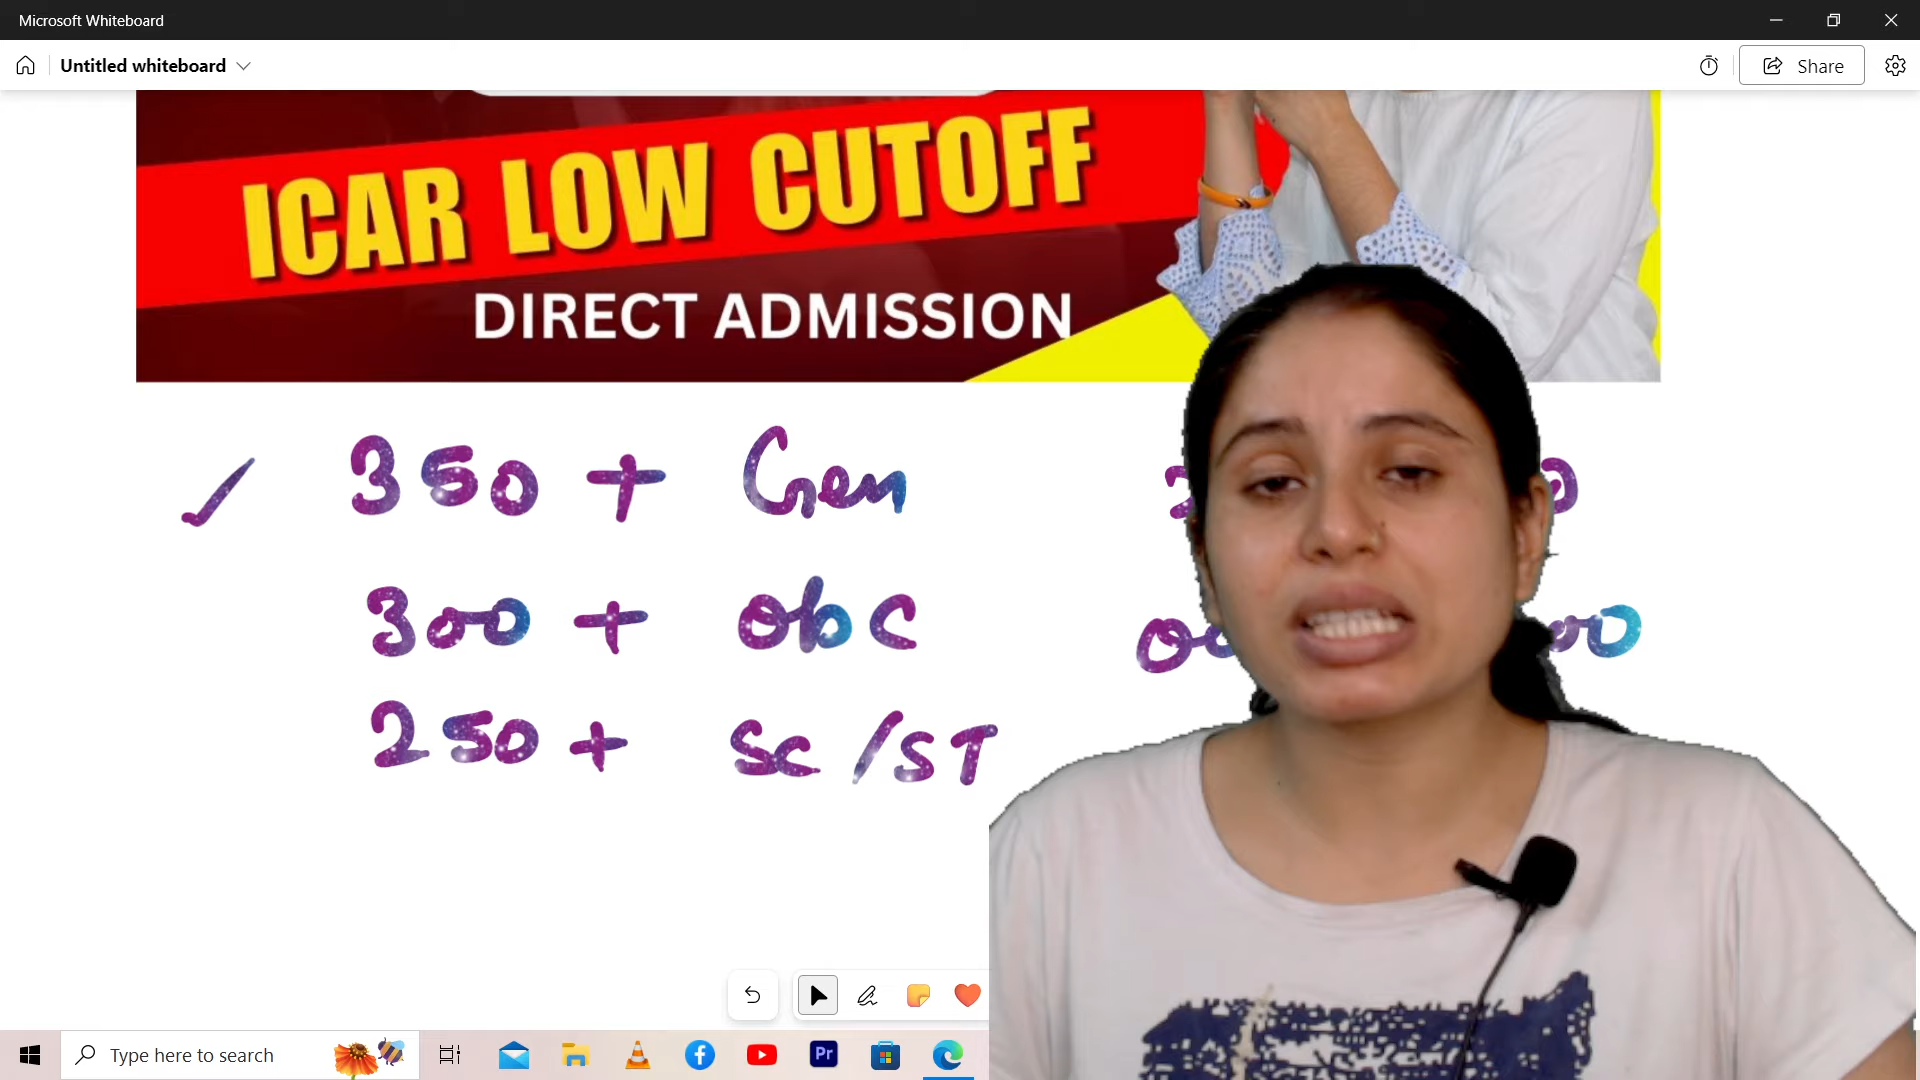 Microsoft Whiteboard
Untitled whiteboard
Share
ICAR LOW CUTOFF
DIRECT ADMISSION
350 + Gen
300 + obc
250 + SC/ST
Type here to search
Pr